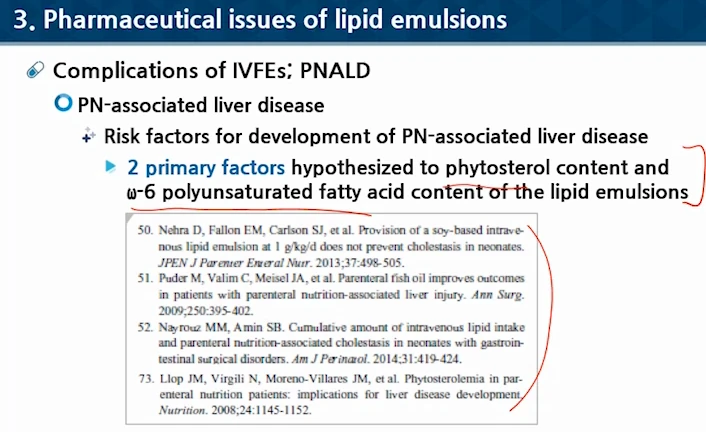 3. Pharmaceutical issues of lipid emulsions
Complications of IVFEs; PNALD
PN-associated liver disease
Risk factors for development of PN-associated liver disease
2 primary factors hypothesized to phytosterol content and
ω-6 polyunsaturated fatty acid content of the lipid emulsions
50. Nehra D, Fallon EM, Carlson SJ, et al. Provision of a soy-based intrave-
nous lipid emulsion at 1 g/kg/d does not prevent cholestasis in neonates.
JPEN J Parenter Enteral Nutr. 2013;37:498-505.
51. Puder M, Valim C, Meisel JA, et al. Parenteral fish oil improves outcomes
in patients with parenteral nutrition-associated liver injury. Ann Surg.
2009;250:395-402.
52. Nayrouz MM, Amin SB. Cumulative amount of intravenous lipid intake
and parenteral nutrition-associated cholestasis in neonates with gastroin-
testinal surgical disorders. Am J Perinatol. 2014;31:419-424.
73. Llop JM, Virgili N, Moreno-Villares JM, et al. Phytosterolemia in par-
enteral nutrition patients: implications for liver disease development.
Nutrition. 2008;24:1145-1152.